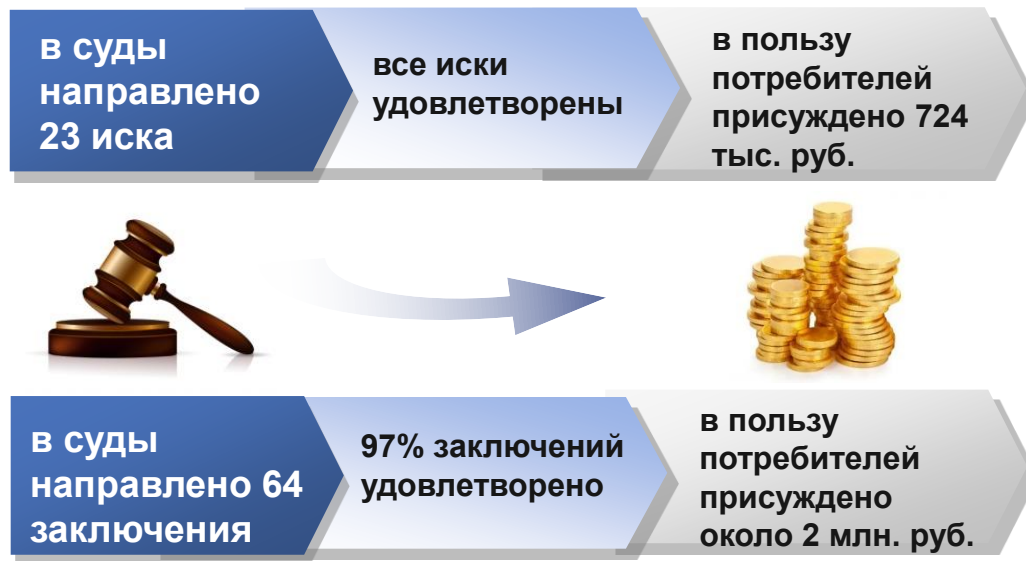 в суды
направлено
23 иска
все иски
удовлетворены
в пользу
потребителей
присуждено 724
тыс. руб.
в суды
направлено 64
заключения
97% заключений
удовлетворено
в пользу
потребителей
присуждено
около 2 млн. руб.